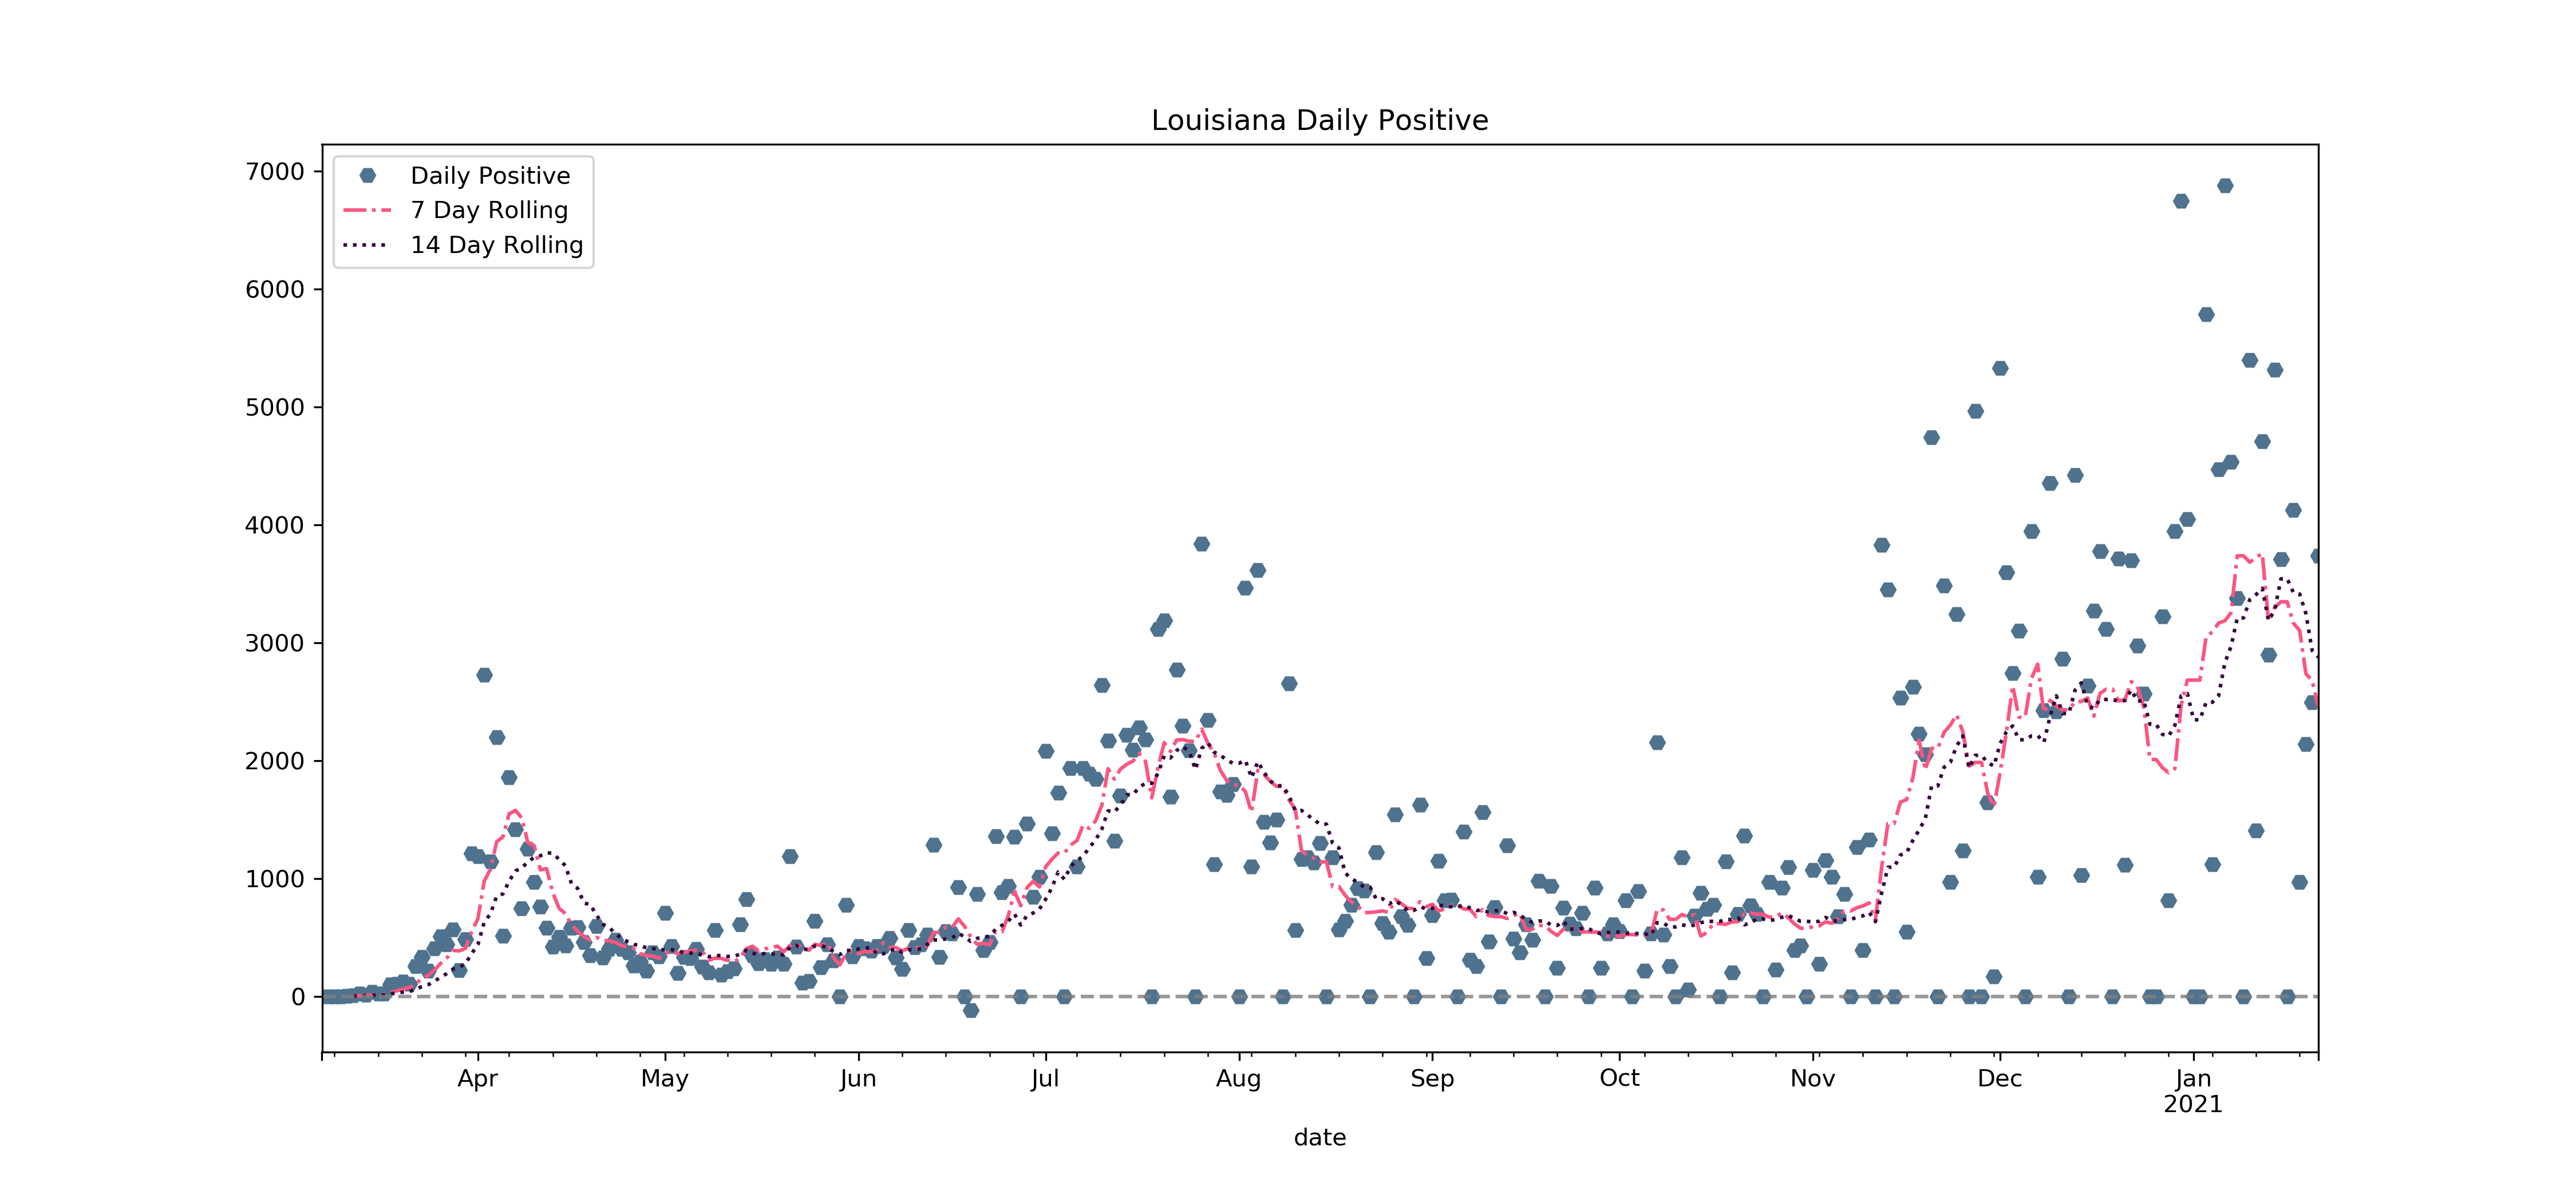 Louisiana Daily Positive
7000
6000
5000
4000
3000
2000
1000
0
Daily Positive
7 Day Rolling
14 Day Rolling
Apr May Jun Jul Aug Sep Oct Nov Dec Jan
2021
date